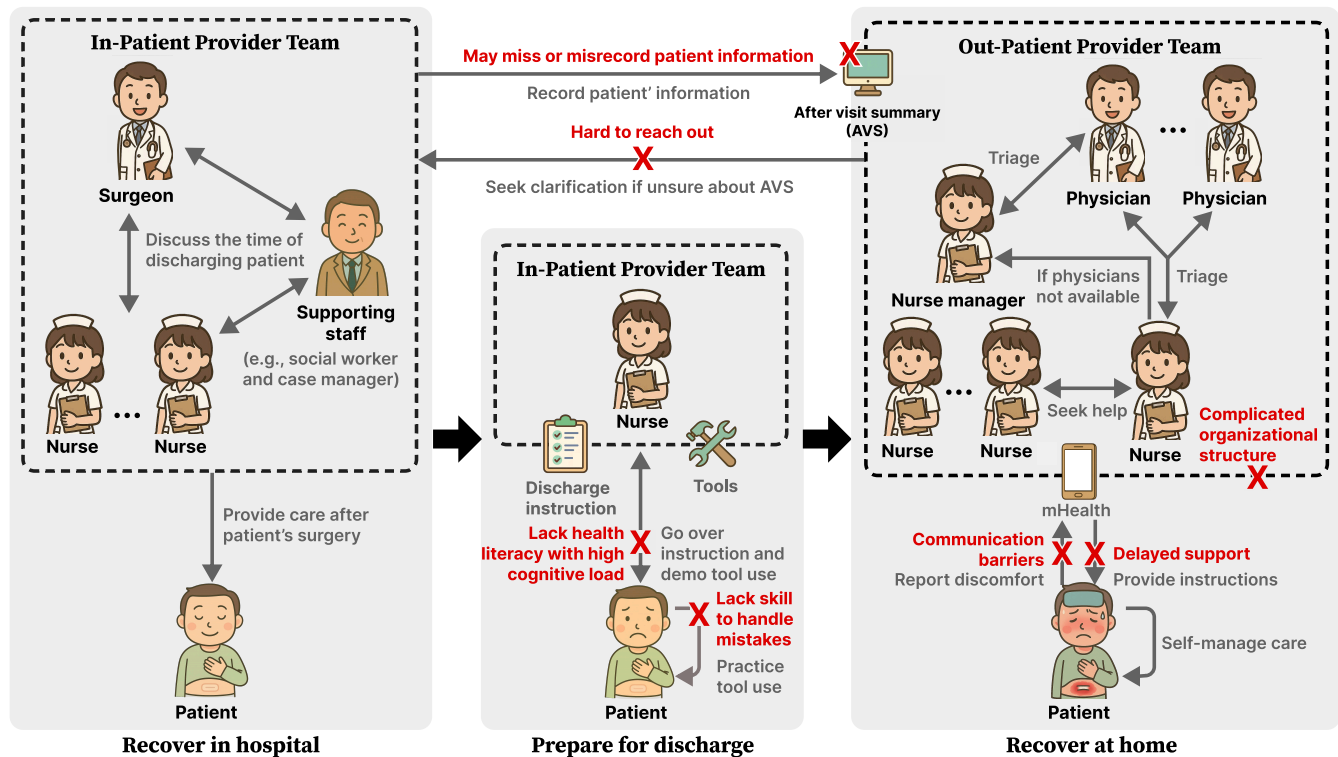 In-Patient Provider Team
Surgeon
Discuss the time of
discharging patient
Supporting
staff
(e.g., social worker
and case manager)
...
Nurse
Nurse
Provide care after
patient's surgery
Patient
Recover in hospital
May miss or misrecord patient information
X
Record patient' information
After visit summary
(AVS)
Hard to reach out
X
Seek clarification if unsure about AVS
In-Patient Provider Team
Nurse
Discharge
instruction
Tools
Lack health
literacy with high
cognitive load
X
Go over
instruction and
demo tool use
X
Lack skill
to handle
mistakes
Practice
tool use
Patient
Prepare for discharge
Out-Patient Provider Team
...
Triage
Physician
Physician
Nurse manager
If physicians
not available
Triage
...
Seek help
Nurse
Nurse
Nurse
Complicated
organizational
structure
X
mHealth
Communication
barriers
X
Report discomfort
X
Delayed support
Provide instructions
Self-manage care
Patient
Recover at home